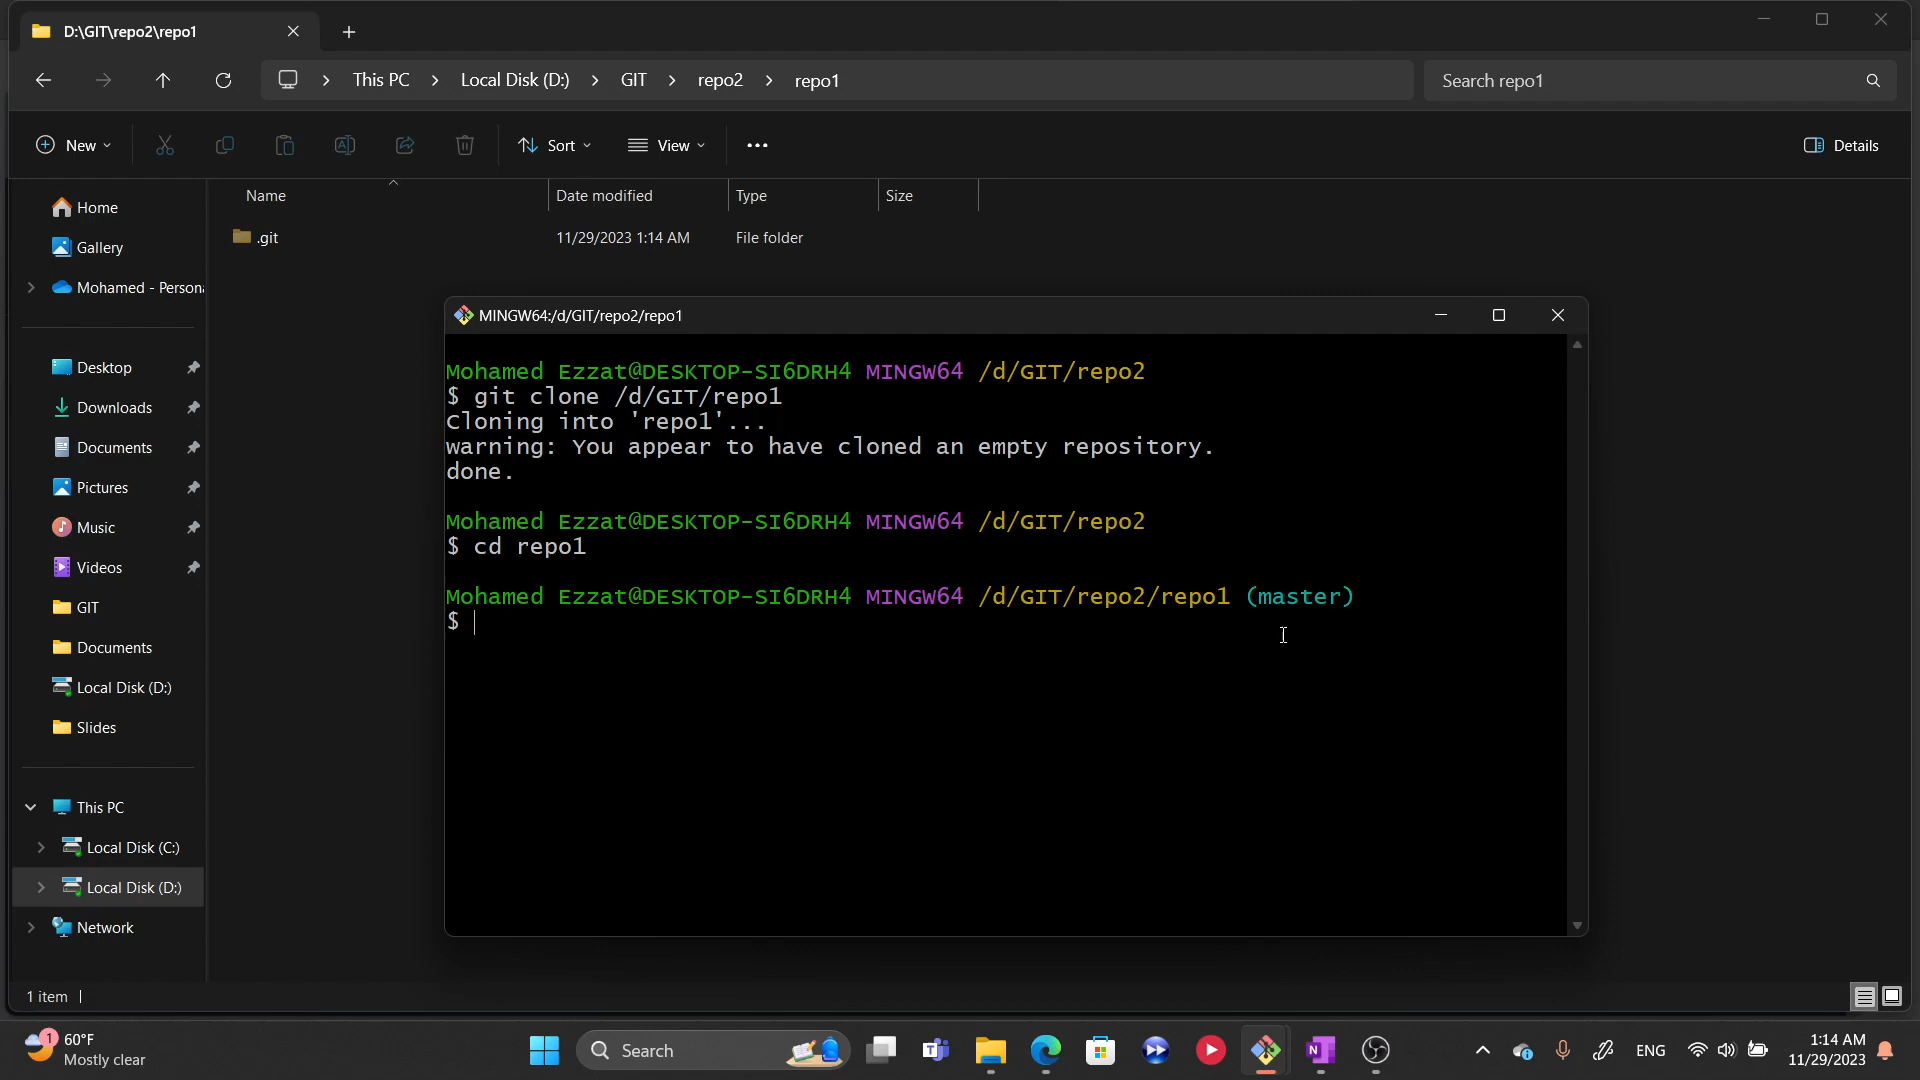 D:\GIT\repo2\repo1
This PC > Local Disk (D:) > GIT > repo2 > repo1
Search repo1
New
Sort
View
Details
Name
Date modified
Type
Size
.git
11/29/2023 1:14 AM
File folder
Home
Gallery
Mohamed - Persona
Desktop
Downloads
Documents
Pictures
Music
Videos
GIT
Documents
Local Disk (D:)
Slides
This PC
Local Disk (C:)
Local Disk (D:)
Network
1 item
MINGW64:/d/GIT/repo2/repo1
Mohamed Ezzat@DESKTOP-SI6DRH4 MINGW64 /d/GIT/repo2
$ git clone /d/GIT/repo1
Cloning into 'repo1'...
warning: You appear to have cloned an empty repository.
done.
Mohamed Ezzat@DESKTOP-SI6DRH4 MINGW64 /d/GIT/repo2
$ cd repo1
Mohamed Ezzat@DESKTOP-SI6DRH4 MINGW64 /d/GIT/repo2/repo1 (master)
$
1
60°F
Mostly clear
Search
ENG
1:14 AM
11/29/2023